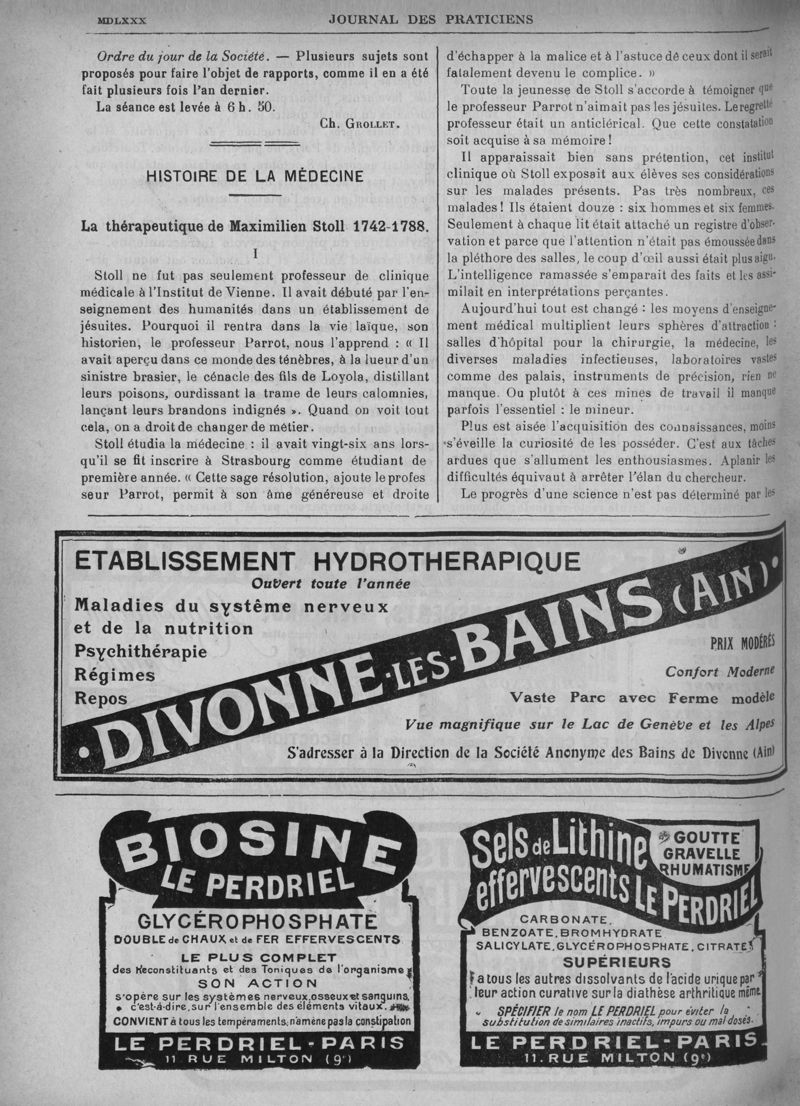 MDLXXX
JOURNAL DES PRATICIENS
Ordre du jour de la Société. — Plusieurs sujets sont
proposés pour faire l'objet de rapports, comme il en a été
fait plusieurs fois l'an dernier.
La séance est levée à 6 h. 50.
Ch. GROLLET.
HISTOIRE DE LA MÉDECINE
La thérapeutique de Maximilien Stoll 1742-1788.
I
Stoll ne fut pas seulement professeur de clinique
médicale à l'Institut de Vienne. Il avait débuté par l'en-
seignement des humanités dans un établissement de
jésuites. Pourquoi il rentra dans la vie laïque, son
historien, le professeur Parrot, nous l'apprend : « Il
avait aperçu dans ce monde des ténèbres, à la lueur d'un
sinistre brasier, le cénacle des fils de Loyola, distillant
leurs poisons, ourdissant la trame de leurs calomnies,
lançant leurs brandons indignés ». Quand on voit tout
cela, on a droit de changer de métier.
Stoll étudia la médecine : il avait vingt-six ans lors-
qu'il se fit inscrire à Strasbourg comme étudiant de
première année. « Cette sage résolution, ajoute le profes
seur Parrot, permit à son âme généreuse et droite
d'échapper à la malice et à l'astuce de ceux dont il serait
fatalement devenu le complice. »
Toute la jeunesse de Stoll s'accorde à témoigner que
le professeur Parrot n'aimait pas les jésuites. Le regretté
professeur était un anticlérical. Que cette constatation
soit acquise à sa mémoire !
Il apparaissait bien sans prétention, cet institut
clinique où Stoll exposait aux élèves ses considérations
sur les malades présents. Pas très nombreux, ces
malades ! Ils étaient douze : six hommes et six femmes.
Seulement à chaque lit était attaché un registre d'obser-
vation et parce que l'attention n'était pas émoussée dans
la pléthore des salles, le coup d'œil aussi était plus aigu.
L'intelligence ramassée s'emparait des faits et les assi-
milait en interprétations perçantes.
Aujourd'hui tout est changé : les moyens d'enseigne-
ment médical multiplient leurs sphères d'attraction :
salles d'hôpital pour la chirurgie, la médecine, les
diverses maladies infectieuses, laboratoires vastes
comme des palais, instruments de précision, rien ne
manque. Ou plutôt à ces mines de travail il manque
parfois l'essentiel : le mineur.
Plus est aisée l'acquisition des connaissances, moins
s'éveille la curiosité de les posséder. C'est aux tâches
ardues que s'allument les enthousiasmes. Aplanir les
difficultés équivaut à arrêter l'élan du chercheur.
Le progrès d'une science n'est pas déterminé par les
ETABLISSEMENT HYDROTHERAPIQUE
Ouvert toute l'année
Maladies du système nerveux
et de la nutrition
Psychithérapie
Régimes
Repos
DIVONNE-LES-BAINS (AIN)
PRIX MODÉRÉS
Confort Moderne
Vaste Parc avec Ferme modèle
Vue magnifique sur le Lac de Genève et les Alpes
S'adresser à la Direction de la Société Anonyme des Bains de Divonne (Ain)
BIOSINE
LE PERDRIEL
GLYCÉROPHOSPHATE
DOUBLE de CHAUX et de FER EFFERVESCENTS
LE PLUS COMPLET
des Reconstituants et des Toniques de l'organisme
SON ACTION
s'opère sur les systèmes nerveux, osseux et sanguins,
c'est-à-dire, sur l'ensemble des éléments vitaux.
CONVIENT à tous les tempéraments, n'amène pas la constipation
LE PERDRIEL-PARIS
11 RUE MILTON (9e)
Sels de Lithine
effervescents LE PERDRIEL
GOUTTE
GRAVELLE
RHUMATISME
CARBONATE,
BENZOATE, BROMHYDRATE
SALICYLATE, GLYCÉROPHOSPHATE, CITRATE
SUPÉRIEURS
à tous les autres dissolvants de l'acide urique par
leur action curative sur la diathèse arthritique même
SPÉCIFIER le nom LE PERDRIEL pour éviter la
substitution de similaires inactifs, impurs ou mal dosés.
LE PERDRIEL-PARIS
11. RUE MILTON (9e)